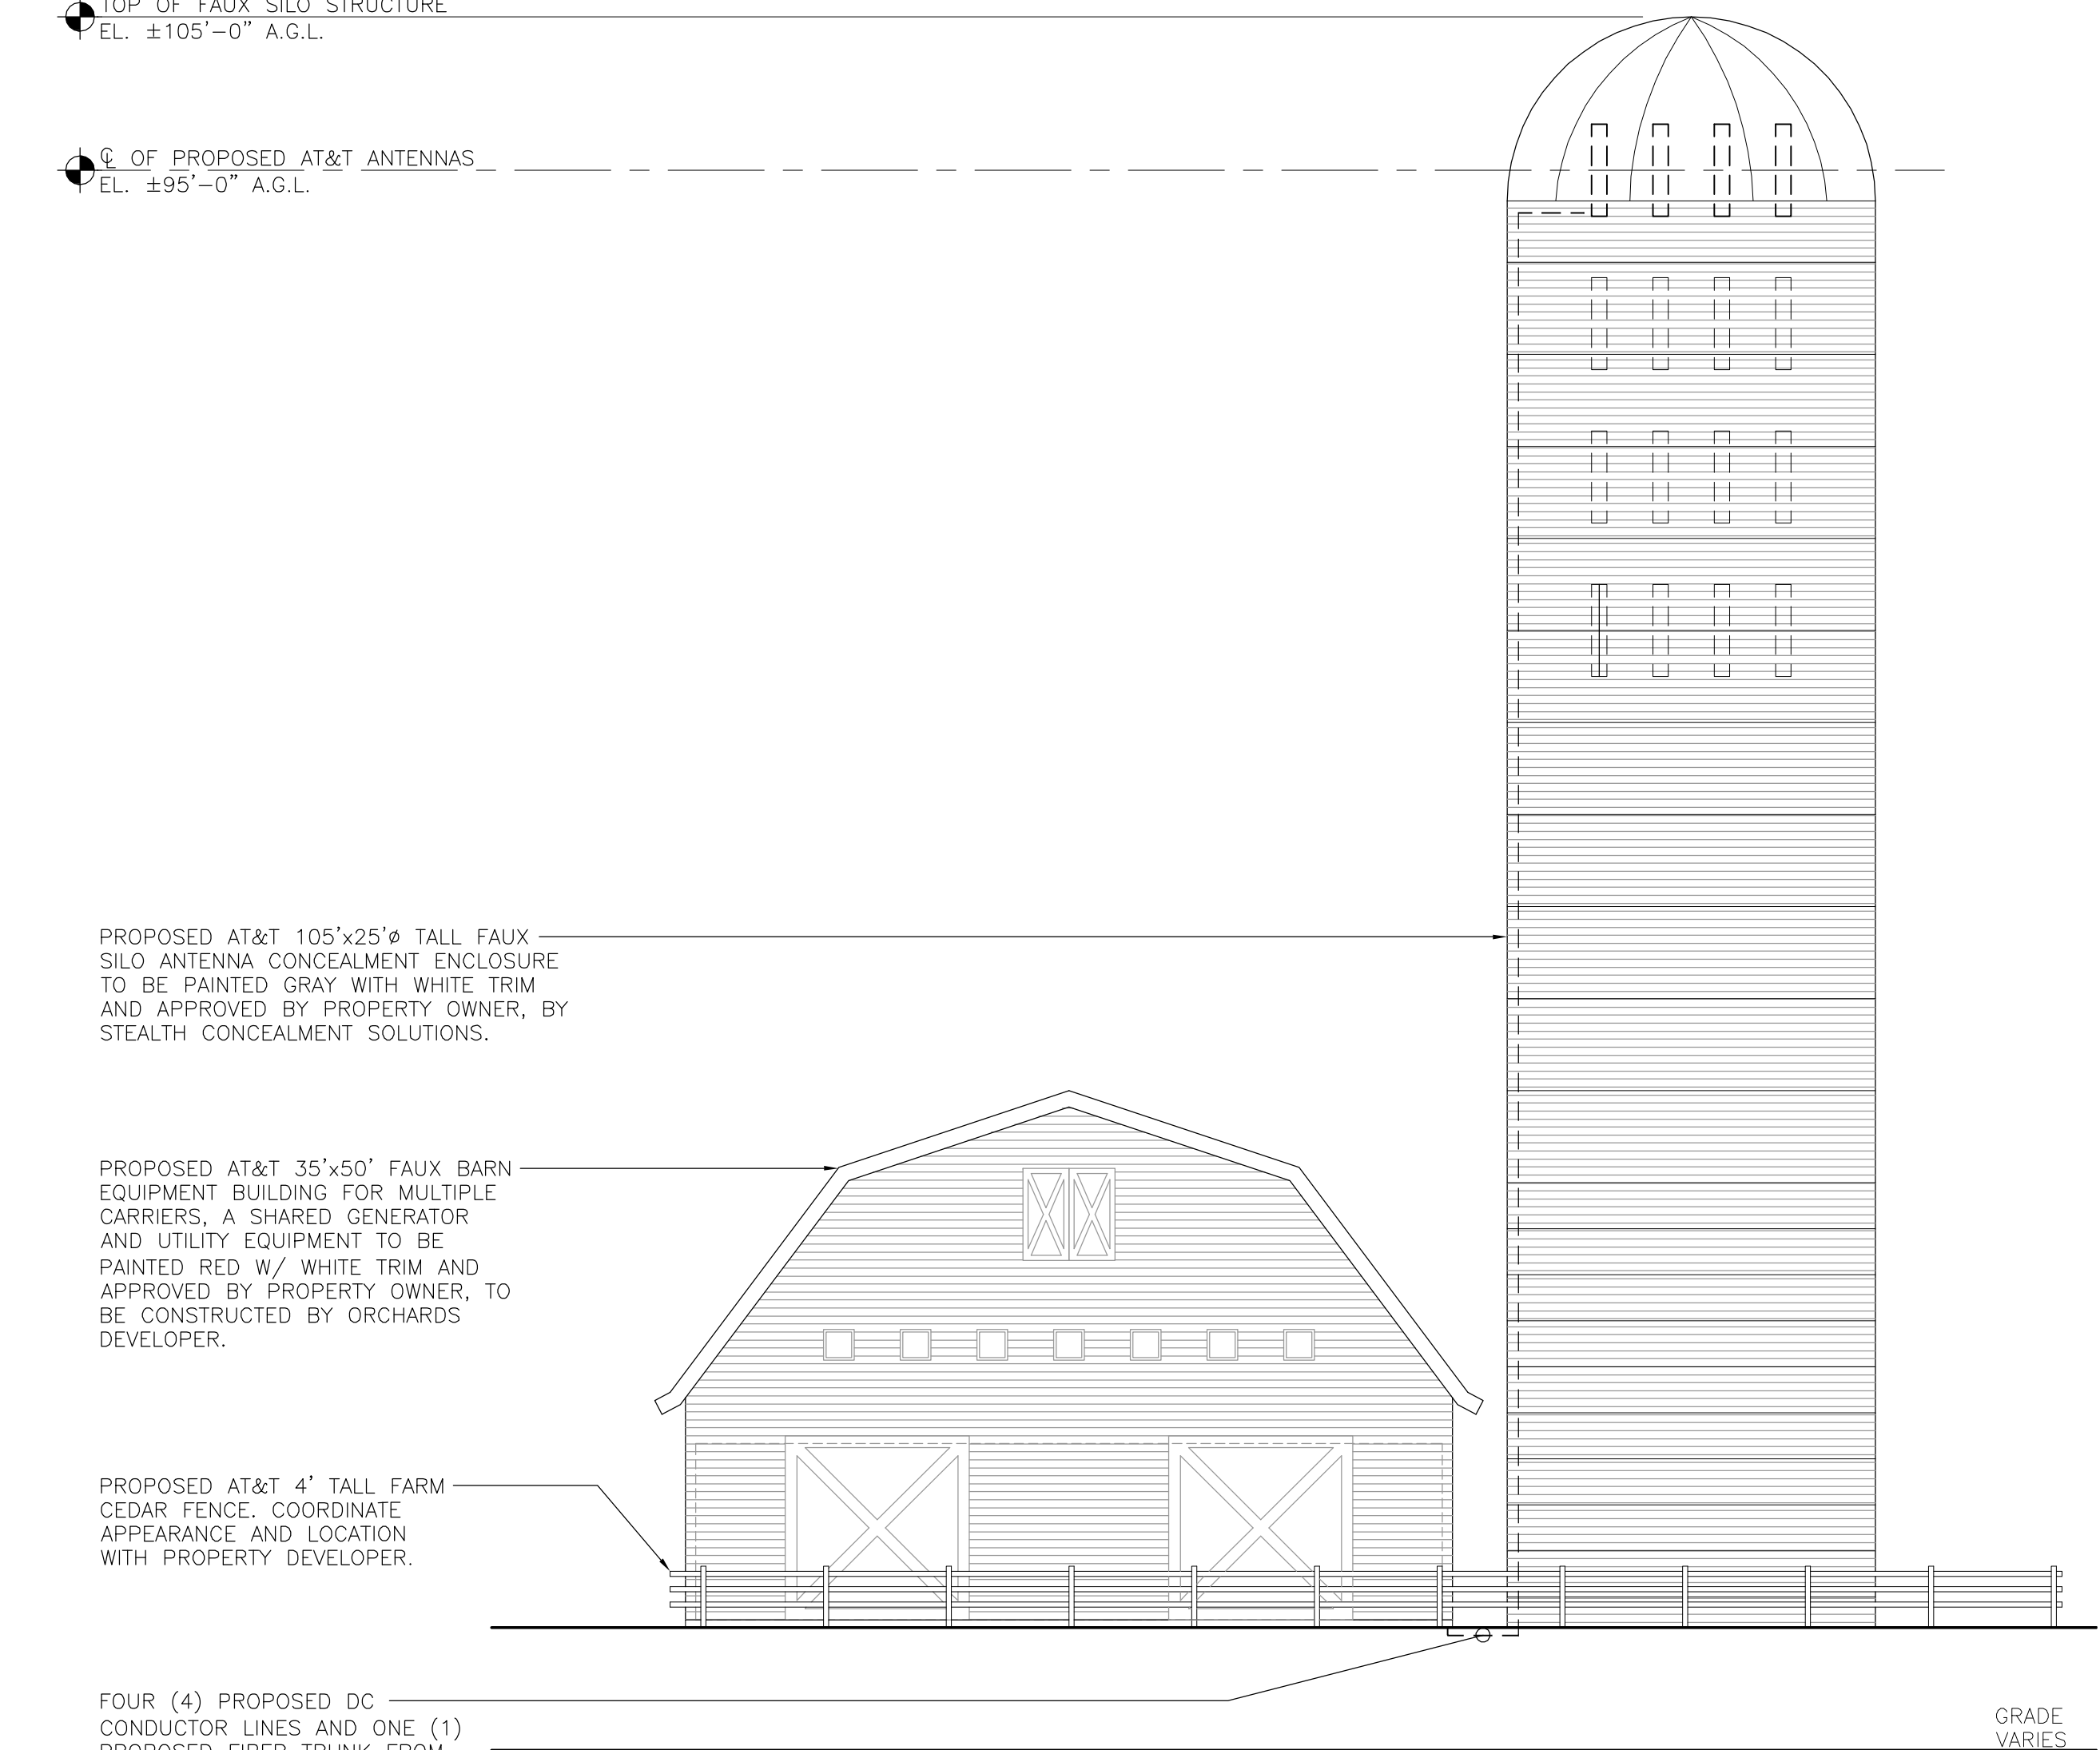 TOP OF FAUX SILO STRUCTURE
EL. ±105'-0" A.G.L.
℄ OF PROPOSED AT&T ANTENNAS
EL. ±95'-0" A.G.L.
PROPOSED AT&T 105'x25'ø TALL FAUX
SILO ANTENNA CONCEALMENT ENCLOSURE
TO BE PAINTED GRAY WITH WHITE TRIM
AND APPROVED BY PROPERTY OWNER, BY
STEALTH CONCEALMENT SOLUTIONS.
PROPOSED AT&T 35'x50' FAUX BARN
EQUIPMENT BUILDING FOR MULTIPLE
CARRIERS, A SHARED GENERATOR
AND UTILITY EQUIPMENT TO BE
PAINTED RED W/ WHITE TRIM AND
APPROVED BY PROPERTY OWNER, TO
BE CONSTRUCTED BY ORCHARDS
DEVELOPER.
PROPOSED AT&T 4' TALL FARM
CEDAR FENCE. COORDINATE
APPEARANCE AND LOCATION
WITH PROPERTY DEVELOPER.
FOUR (4) PROPOSED DC
CONDUCTOR LINES AND ONE (1)
PROPOSED FIBER TRUNK FROM
GRADE
VARIES